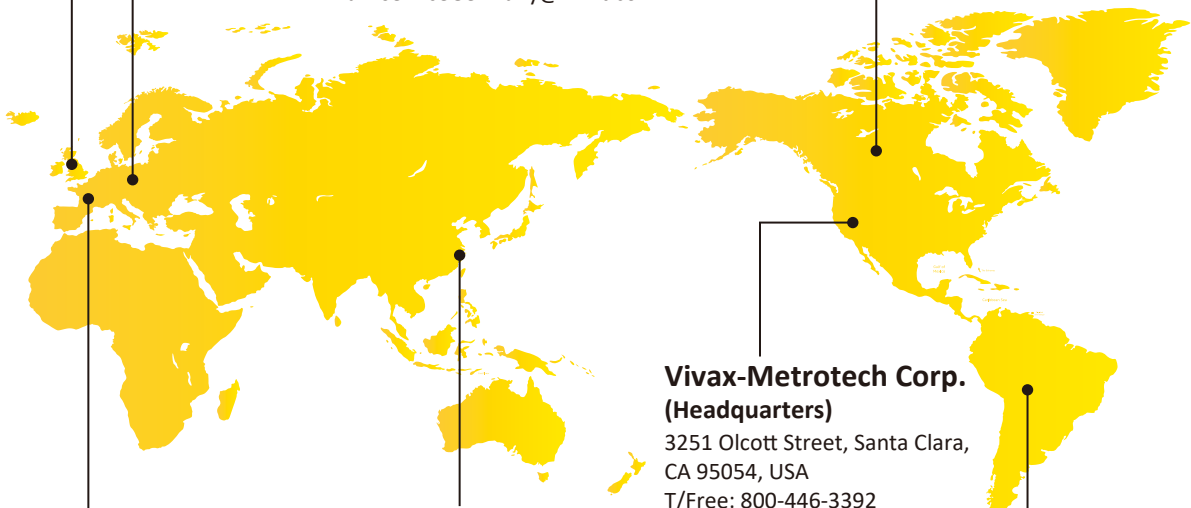 Vivax-Metrotech Corp.
(Headquarters)
3251 Olcott Street, Santa Clara,
CA 95054, USA
T/Free: 800-446-3392